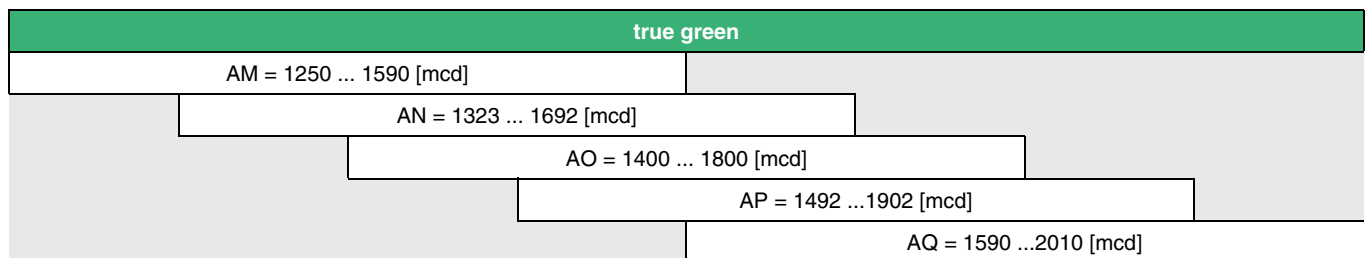 true green
AM = 1250 ... 1590 [mcd]
AN = 1323 ... 1692 [mcd]
AO = 1400 ... 1800 [mcd]
AP = 1492 ...1902 [mcd]
AQ = 1590 ...2010 [mcd]